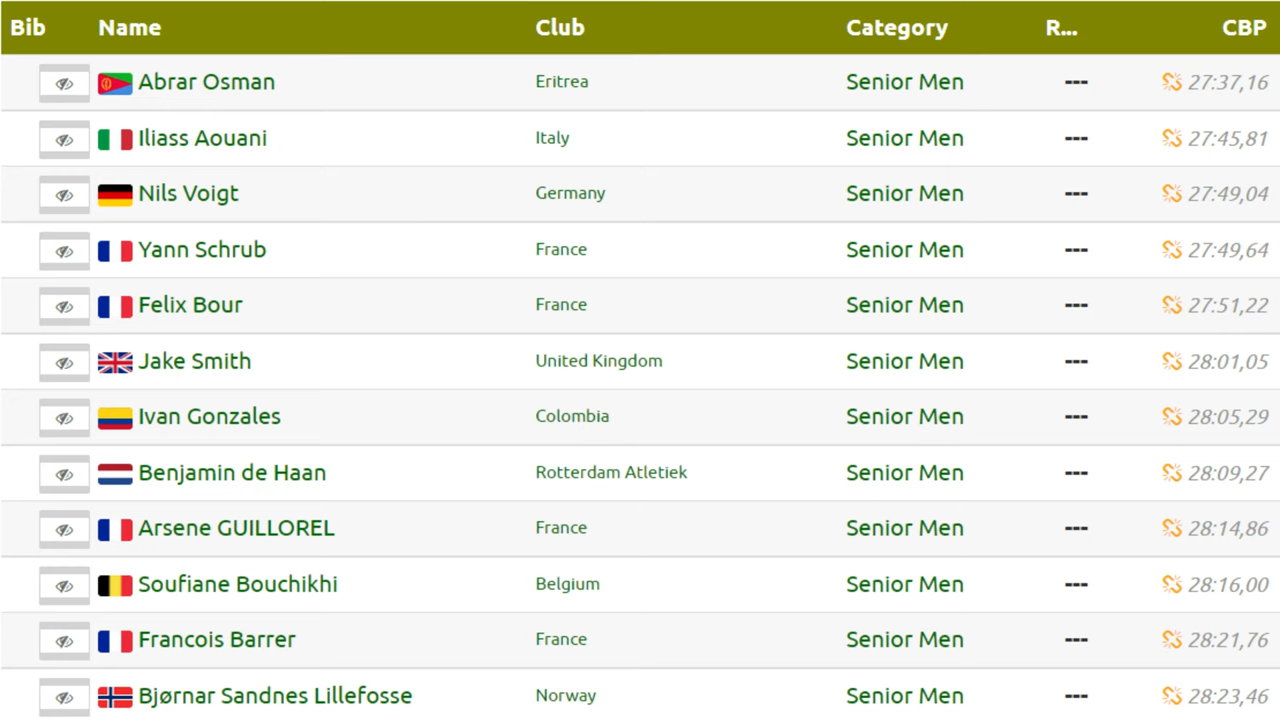 Bib Name Club Category R... CBP
Abrar Osman Eritrea Senior Men --- 27:37,16
Iliass Aouani Italy Senior Men --- 27:45,81
Nils Voigt Germany Senior Men --- 27:49,04
Yann Schrub France Senior Men --- 27:49,64
Felix Bour France Senior Men --- 27:51,22
Jake Smith United Kingdom Senior Men --- 28:01,05
Ivan Gonzales Colombia Senior Men --- 28:05,29
Benjamin de Haan Rotterdam Atletiek Senior Men --- 28:09,27
Arsene GUILLOREL France Senior Men --- 28:14,86
Soufiane Bouchikhi Belgium Senior Men --- 28:16,00
Francois Barrer France Senior Men --- 28:21,76
Bjørnar Sandnes Lillefosse Norway Senior Men --- 28:23,46